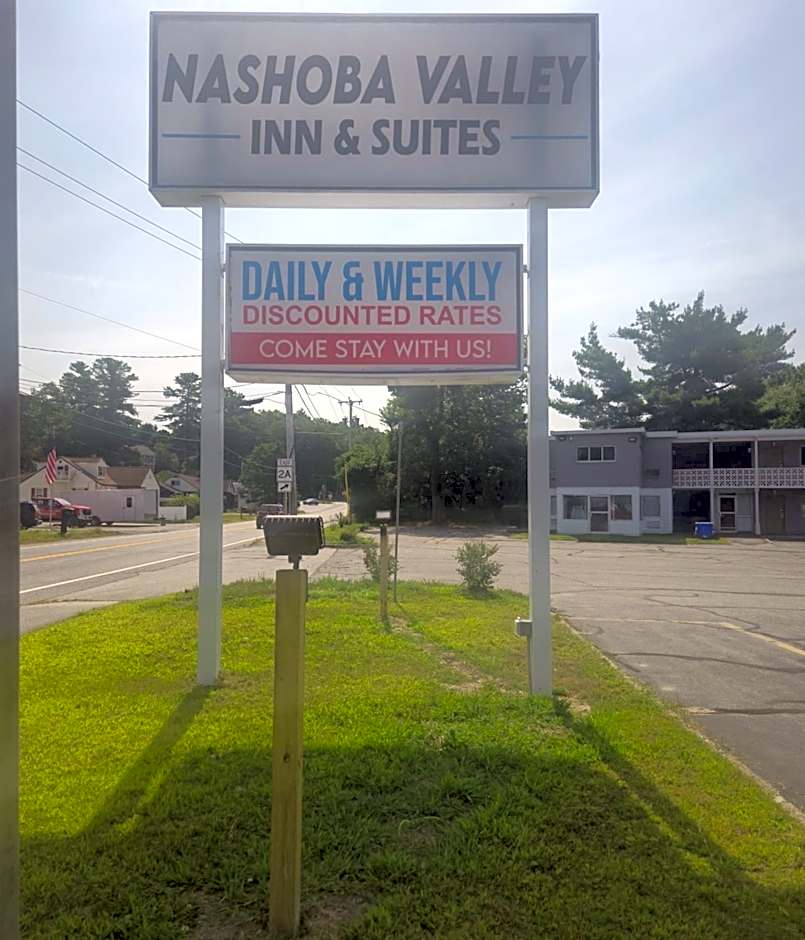 NASHOBA VALLEY
INN & SUITES
DAILY & WEEKLY
DISCOUNTED RATES
COME STAY WITH US!
2A